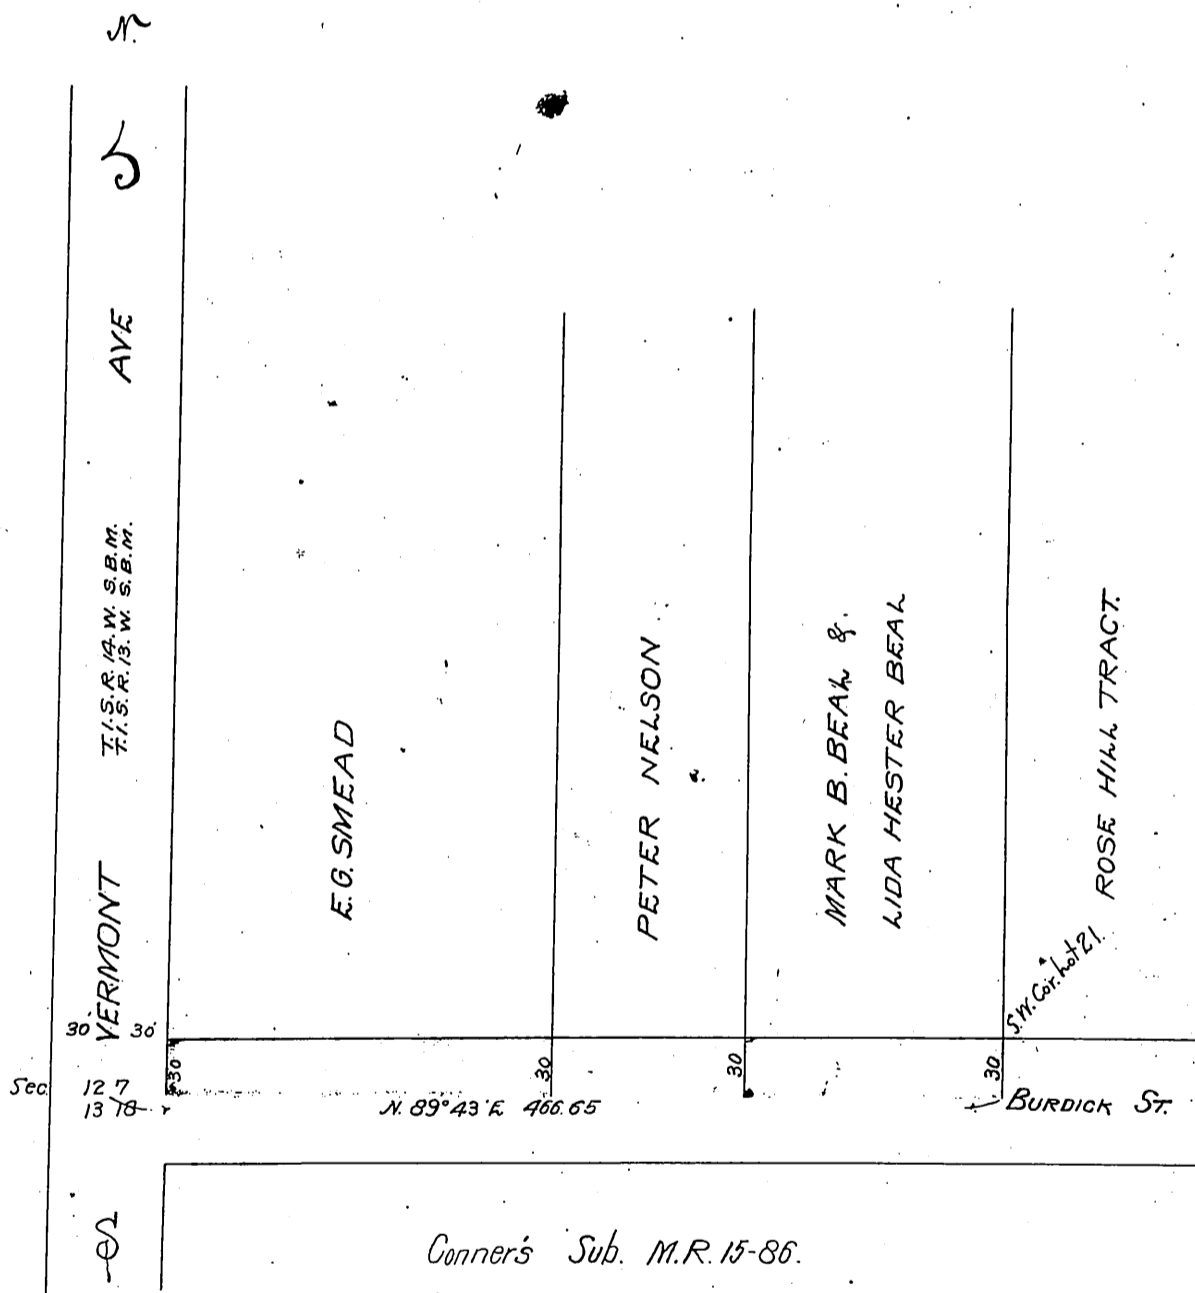 N.
VERMONT AVE
T.1.S.R.14.W. S.B.M.
T.1.S.R.13.W. S.B.M.
E.G. SMEAD
PETER NELSON
MARK B. BEAL &.
LIDA HESTER BEAL
ROSE HILL TRACT.
S.W. Cor. Lot 21.
30' 30'
30
30
30
30
Sec. 12 7
13 18
N. 89° 43' E 466.65
BURDICK ST.
S
Conner's Sub. M.R. 15-86.